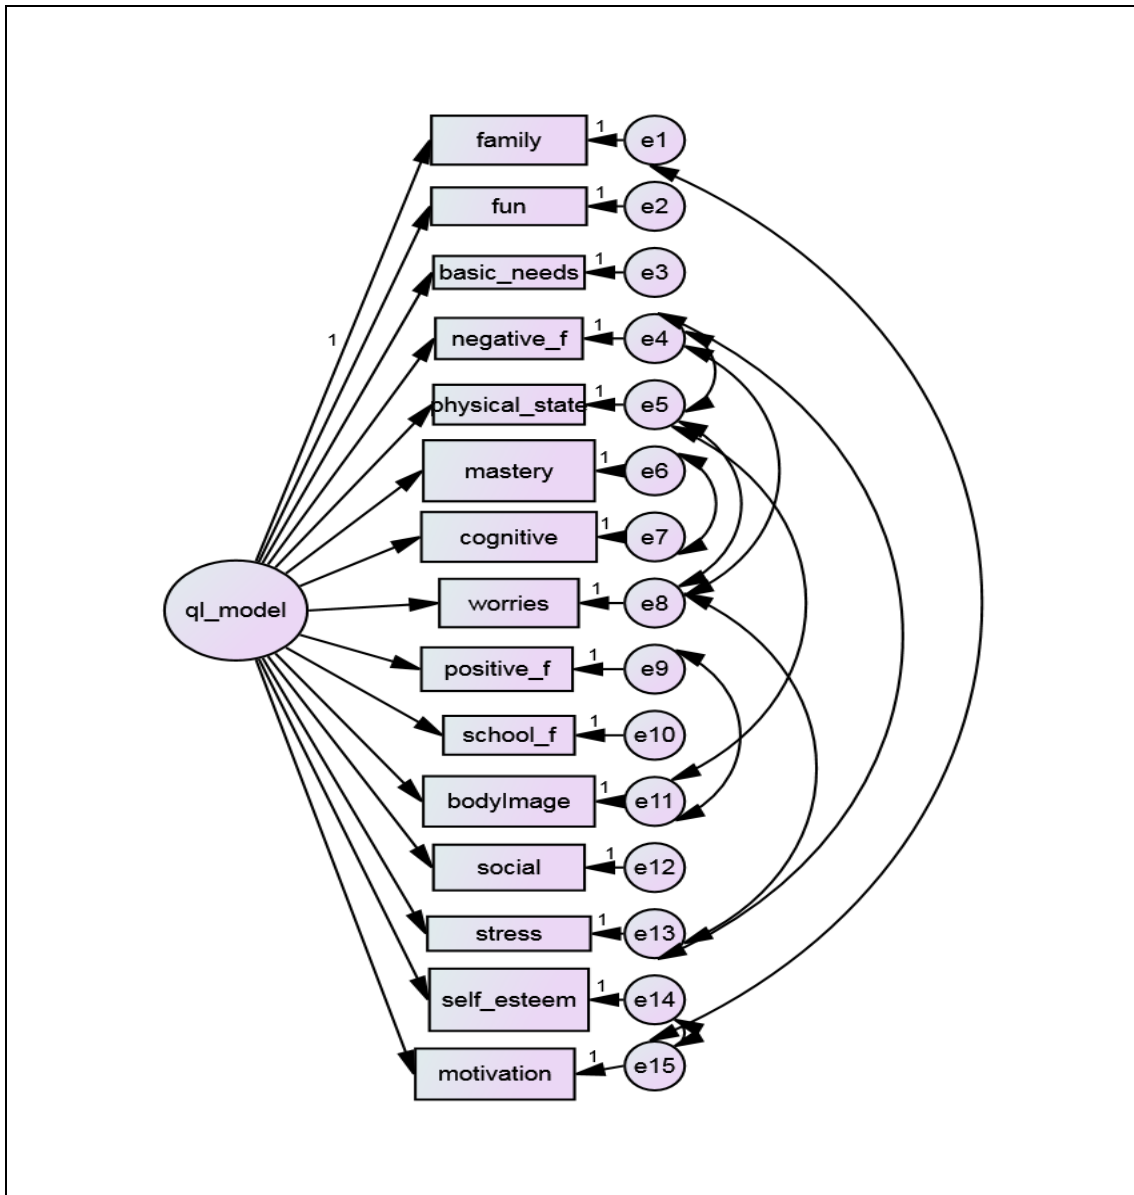 family 1 e1
fun 1 e2
basic_needs 1 e3
1 negative_f 1 e4
physical_state 1 e5
mastery 1 e6
cognitive 1 e7
ql_model worries 1 e8
positive_f 1 e9
school_f 1 e10
bodyImage 1 e11
social 1 e12
stress 1 e13
self_esteem 1 e14
motivation 1 e15